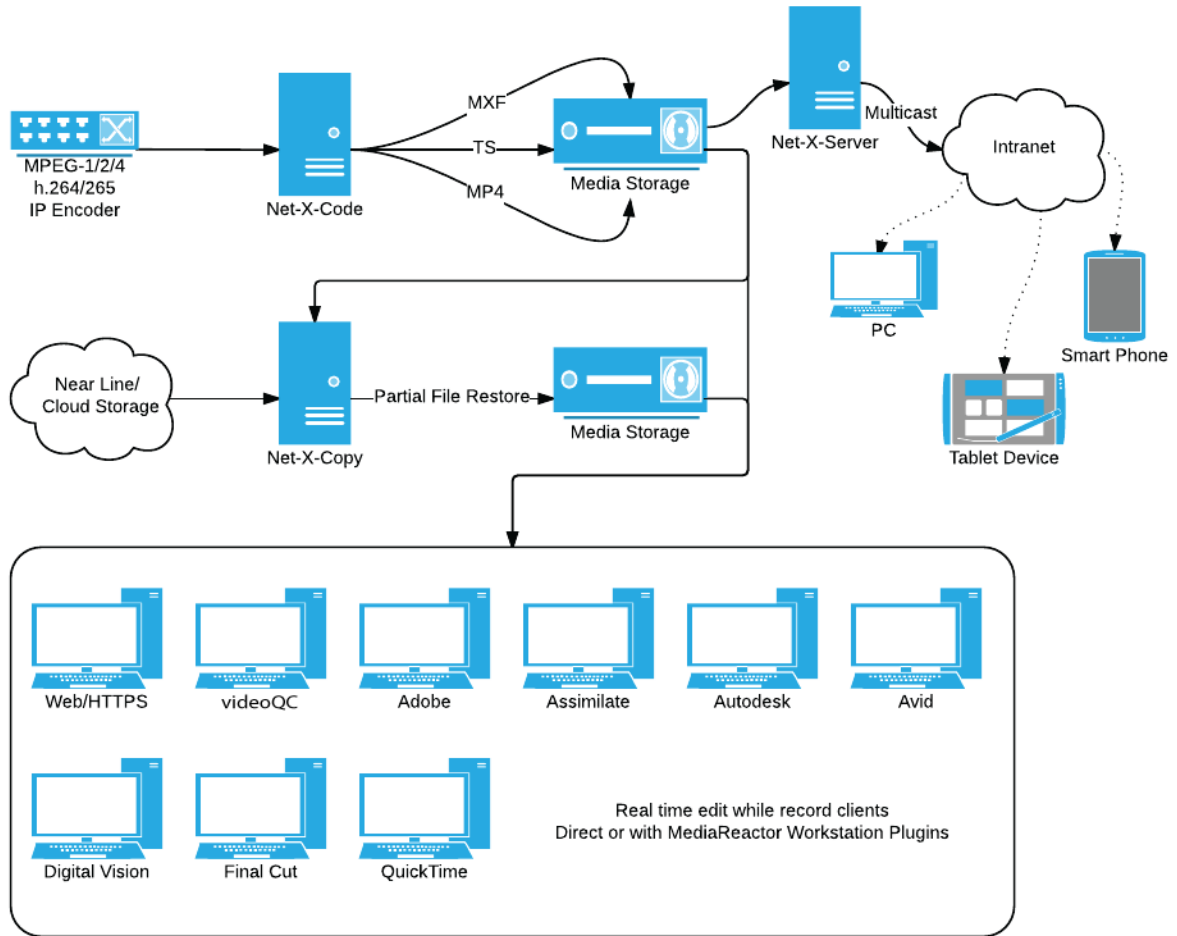 MPEG-1/2/4
h.264/265
IP Encoder
Net-X-Code
MXF
TS
MP4
Media Storage
Net-X-Server
Multicast
Intranet
PC
Smart Phone
Tablet Device
Near Line/
Cloud Storage
Net-X-Copy
Partial File Restore
Media Storage
Web/HTTPS
videoQC
Adobe
Assimilate
Autodesk
Avid
Digital Vision
Final Cut
QuickTime
Real time edit while record clients
Direct or with MediaReactor Workstation Plugins